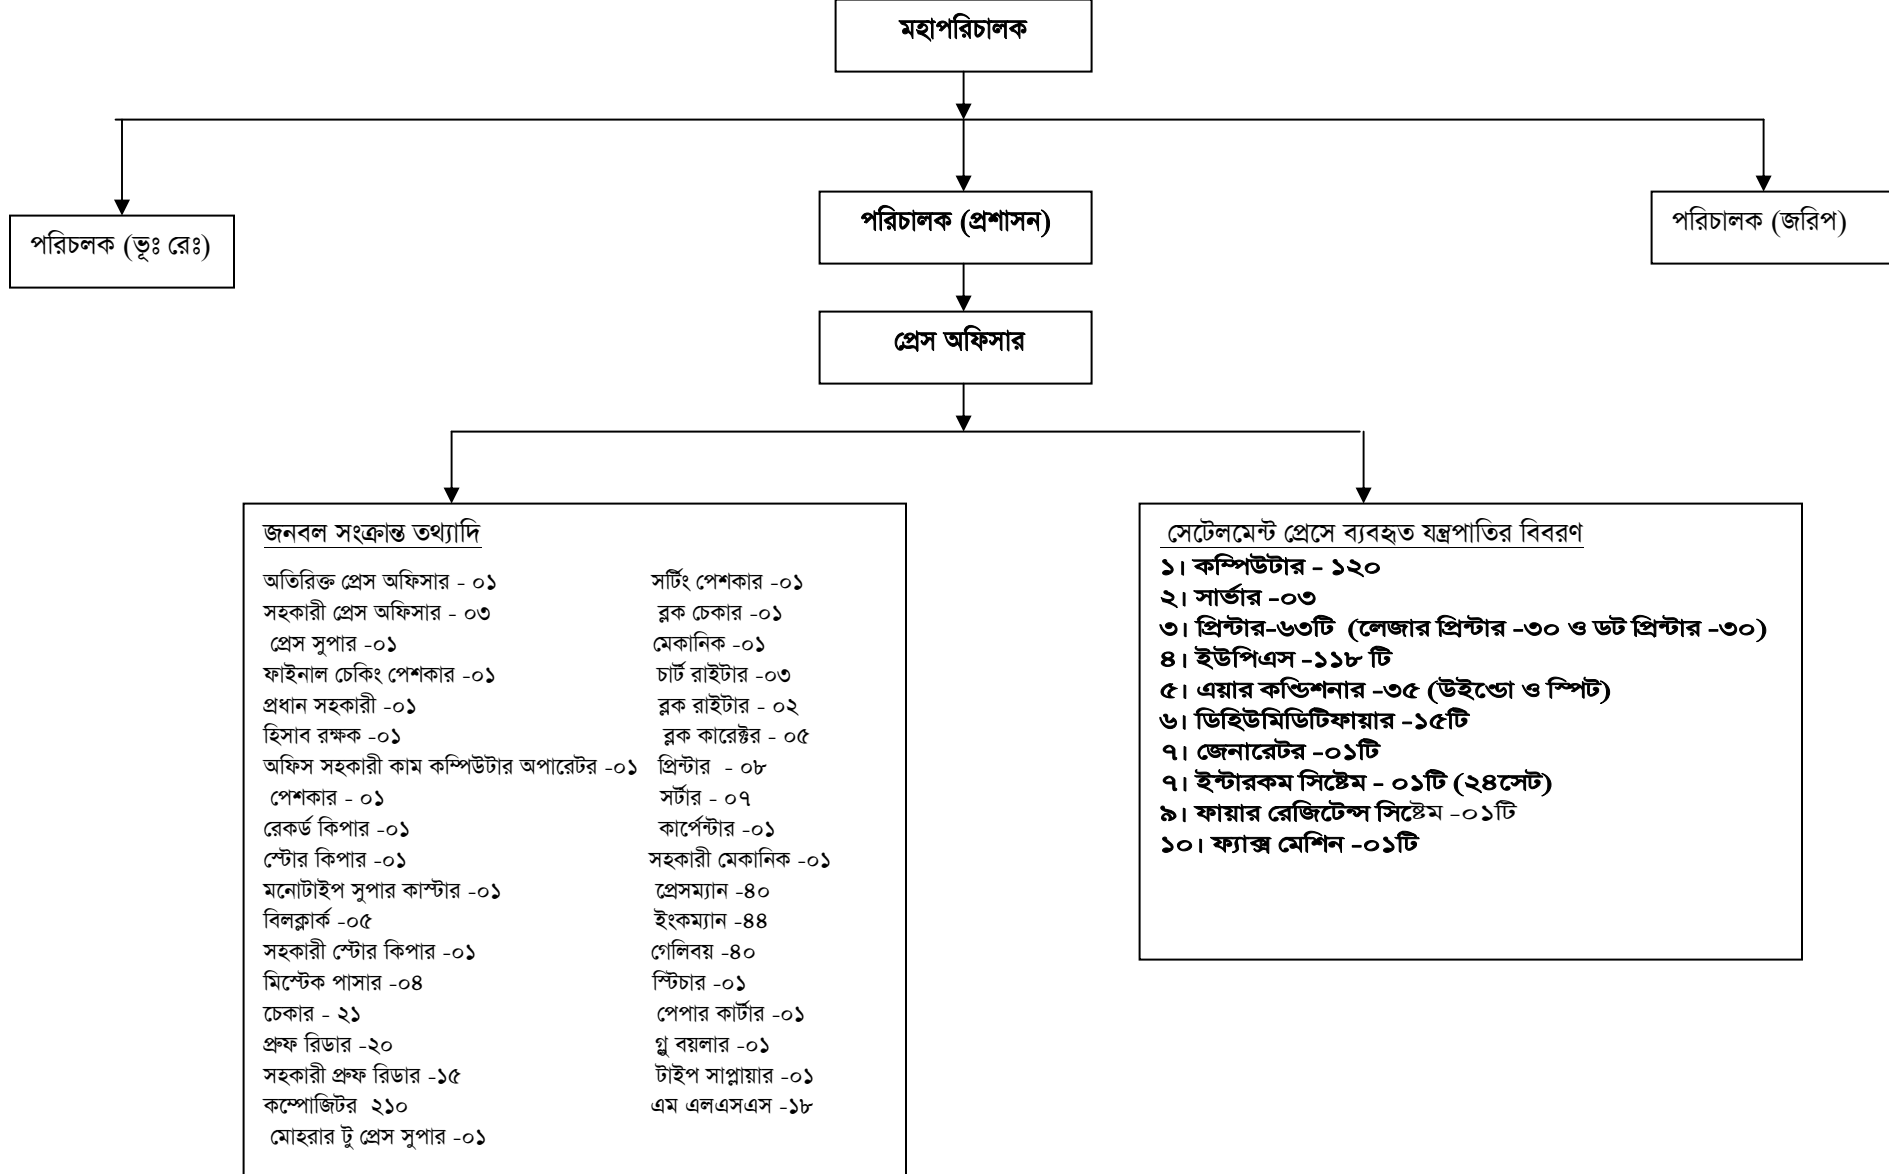 মহাপরিচালক
পরিচলক (ভূঃ রেঃ)
পরিচালক (প্রশাসন)
পরিচালক (জরিপ)
প্রেস অফিসার
জনবল সংক্রান্ত তথ্যাদি
অতিরিক্ত প্রেস অফিসার - ০১
সহকারী প্রেস অফিসার - ০৩
প্রেস সুপার -০১
ফাইনাল চেকিং পেশকার -০১
প্রধান সহকারী -০১
হিসাব রক্ষক -০১
অফিস সহকারী কাম কম্পিউটার অপারেটর -০১
পেশকার - ০১
রেকর্ড কিপার -০১
স্টোর কিপার -০১
মনোটাইপ সুপার কাস্টার -০১
বিলক্লার্ক -০৫
সহকারী স্টোর কিপার -০১
মিস্টেক পাসার -০৪
চেকার - ২১
প্রুফ রিডার -২০
সহকারী প্রুফ রিডার -১৫
কম্পোজিটর ২১০
মোহরার টু প্রেস সুপার -০১
সর্টিং পেশকার -০১
ব্লক চেকার -০১
মেকানিক -০১
চার্ট রাইটার -০৩
ব্লক রাইটার - ০২
ব্লক কারেক্টর - ০৫
প্রিন্টার - ০৮
সর্টার - ০৭
কার্পেন্টার -০১
সহকারী মেকানিক -০১
প্রেসম্যান -৪০
ইংকম্যান -৪৪
গেলিবয় -৪০
স্টিচার -০১
পেপার কার্টার -০১
গ্লু বয়লার -০১
টাইপ সাপ্লায়ার -০১
এম এলএসএস -১৮
সেটেলমেন্ট প্রেসে ব্যবহৃত যন্ত্রপাতির বিবরণ
১। কম্পিউটার - ১২০
২। সার্ভার -০৩
৩। প্রিন্টার-৬৩টি (লেজার প্রিন্টার -৩০ ও ডট প্রিন্টার -৩০)
৪। ইউপিএস -১১৮ টি
৫। এয়ার কন্ডিশনার -৩৫ (উইন্ডো ও স্পিট)
৬। ডিহিউমিডিটিফায়ার -১৫টি
৭। জেনারেটর -০১টি
৭। ইন্টারকম সিষ্টেম - ০১টি (২৪সেট)
৯। ফায়ার রেজিটেন্স সিষ্টেম -০১টি
১০। ফ্যাক্স মেশিন -০১টি